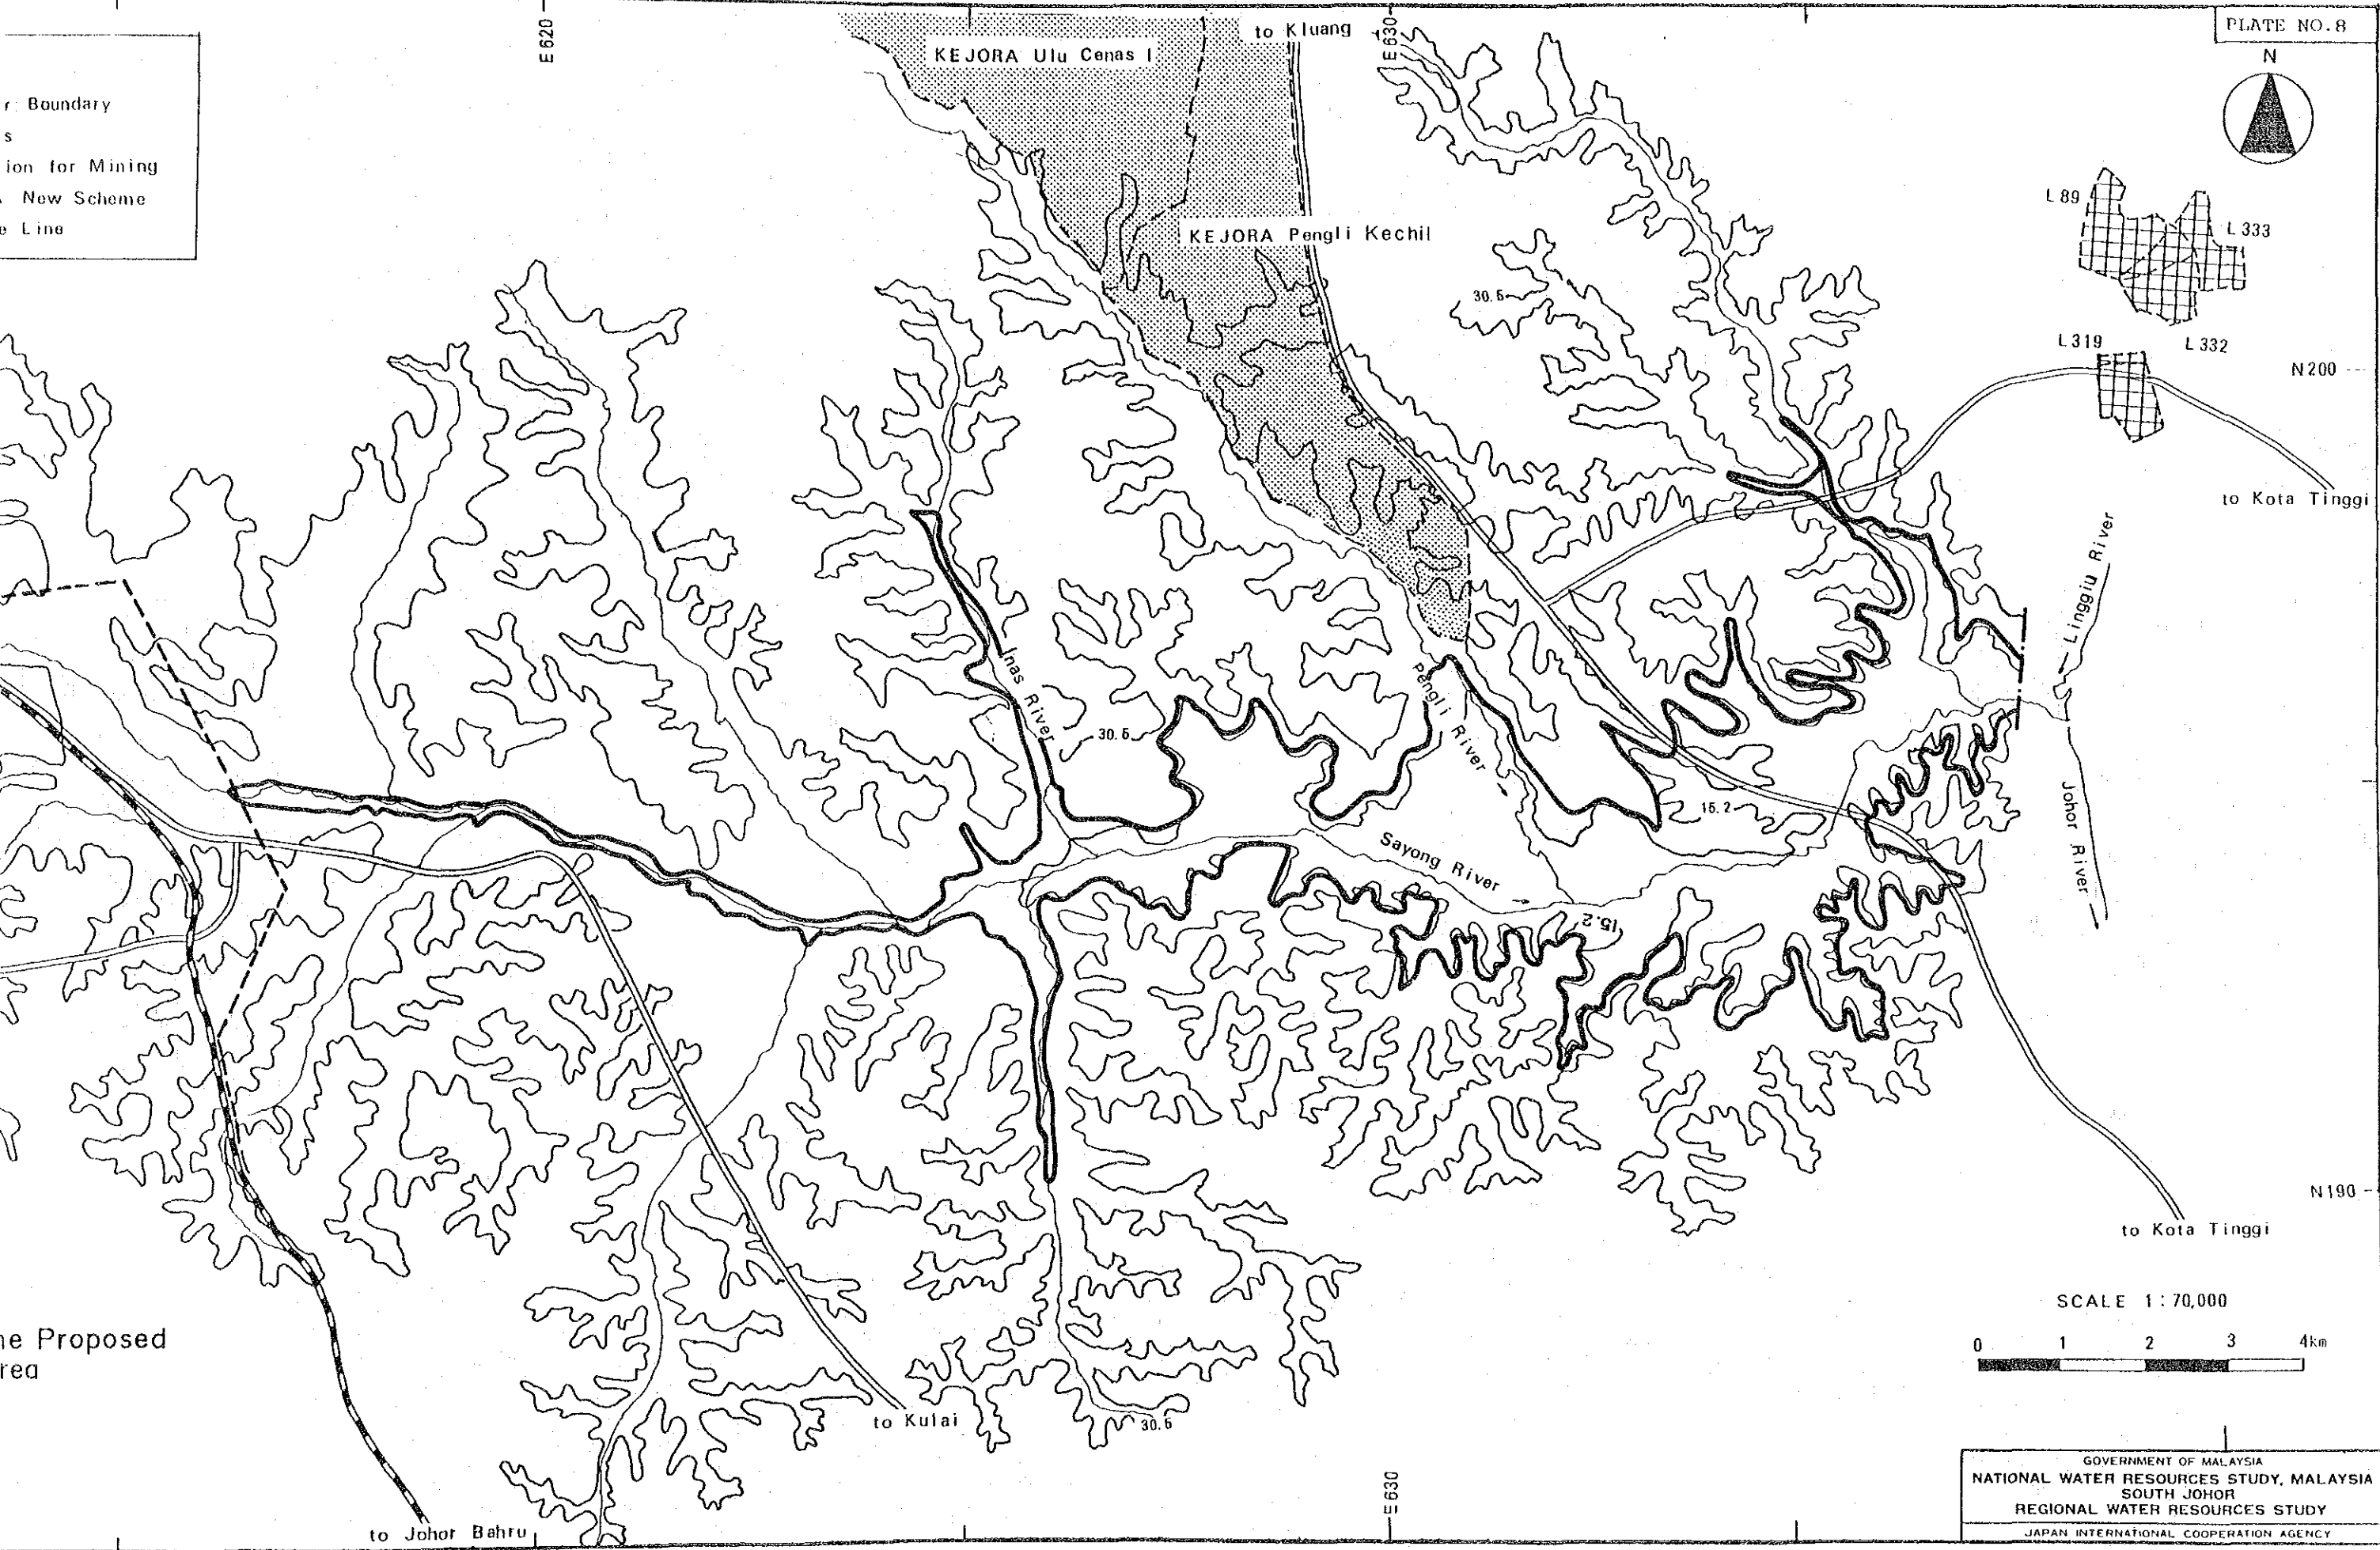 PLATE NO.8
E 620
to Kluang
E 630
KEJORA Ulu Cenas I
N
r Boundary
s
ion for Mining
New Scheme
e Line
L 89
L 333
KEJORA Pengli Kechil
30.5
L 319
L 332
N 200
to Kota Tinggi
Linggiu River
Inas River
Pengli River
30.5
15.2
Sayong River
Johor River
15.2
N 190
to Kota Tinggi
SCALE 1 : 70,000
0 1 2 3 4km
ne Proposed
rea
to Kulai
30.5
E 630
to Johor Bahru
GOVERNMENT OF MALAYSIA
NATIONAL WATER RESOURCES STUDY, MALAYSIA
SOUTH JOHOR
REGIONAL WATER RESOURCES STUDY
JAPAN INTERNATIONAL COOPERATION AGENCY